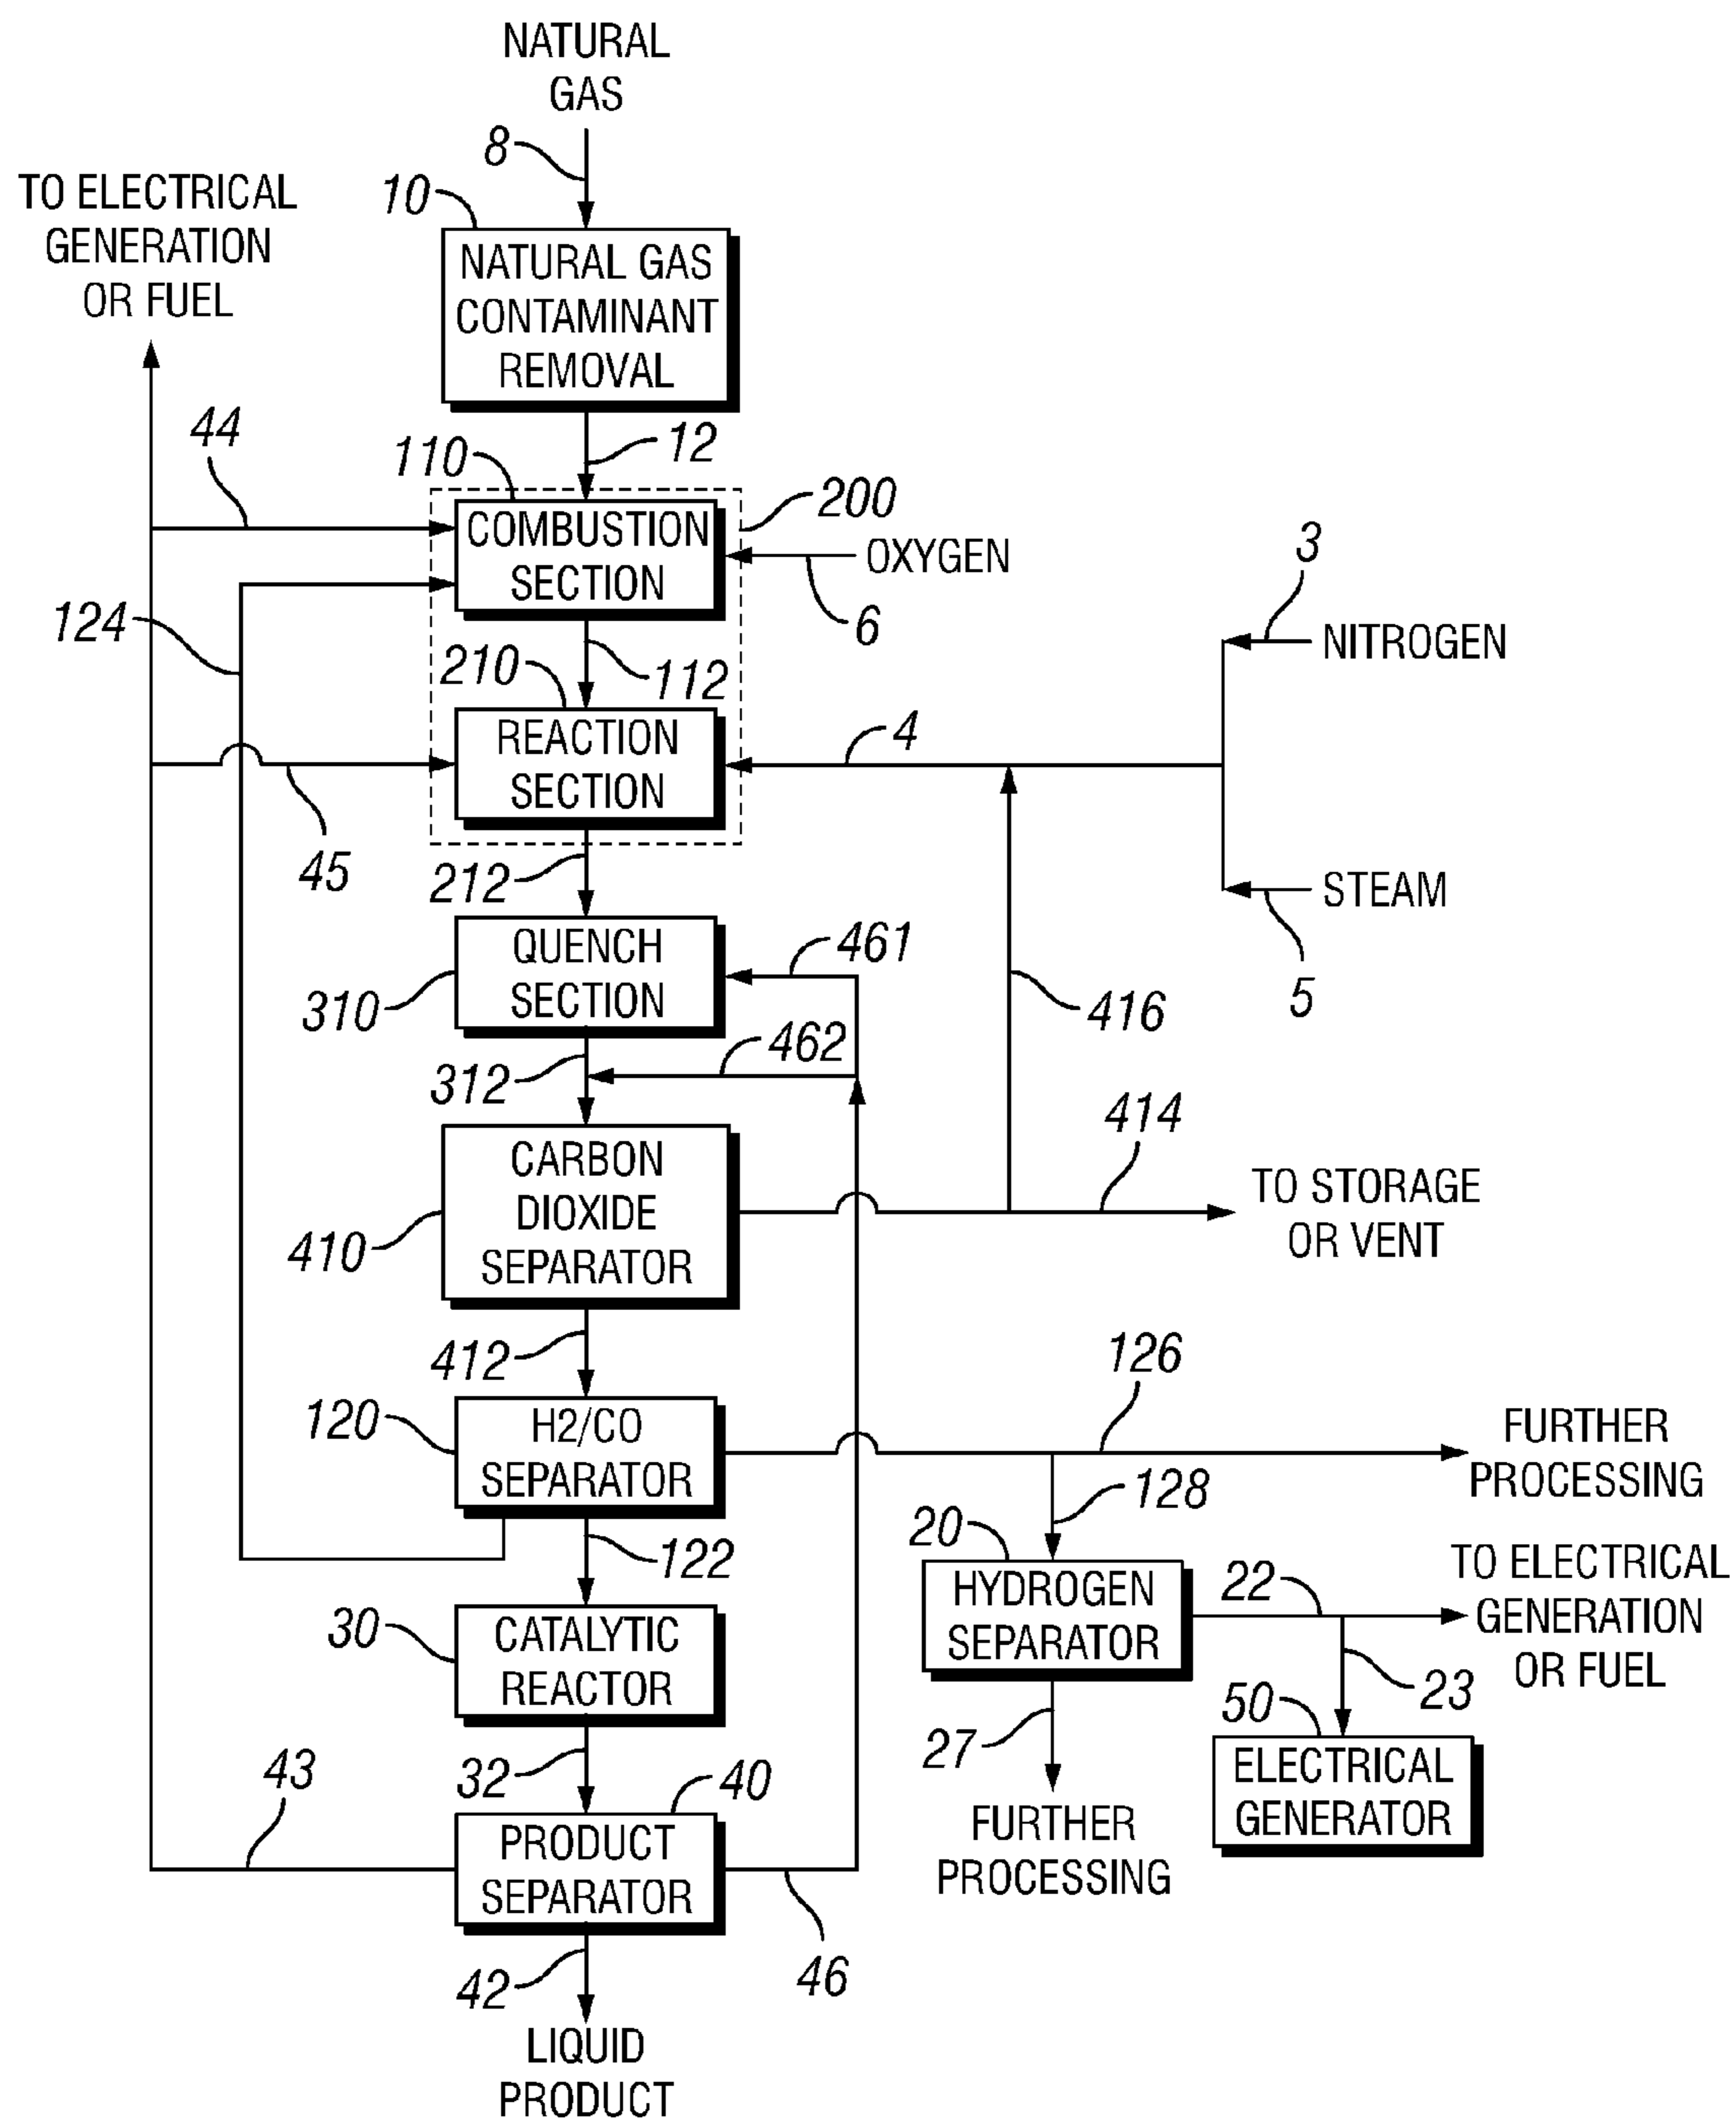 NATURAL
GAS
8
10
TO ELECTRICAL
GENERATION
OR FUEL
NATURAL GAS
CONTAMINANT
REMOVAL
44
12
110
200
COMBUSTION
SECTION
OXYGEN
6
3
NITROGEN
124
112
210
REACTION
SECTION
4
45
212
STEAM
5
QUENCH
SECTION
461
310
416
462
312
414
CARBON
DIOXIDE
SEPARATOR
TO STORAGE
OR VENT
410
412
126
120
H2/CO
SEPARATOR
FURTHER
PROCESSING
128
20
122
HYDROGEN
SEPARATOR
22
TO ELECTRICAL
GENERATION
OR FUEL
30
CATALYTIC
REACTOR
23
50
27
ELECTRICAL
GENERATOR
43
32
40
PRODUCT
SEPARATOR
FURTHER
PROCESSING
46
42
LIQUID
PRODUCT